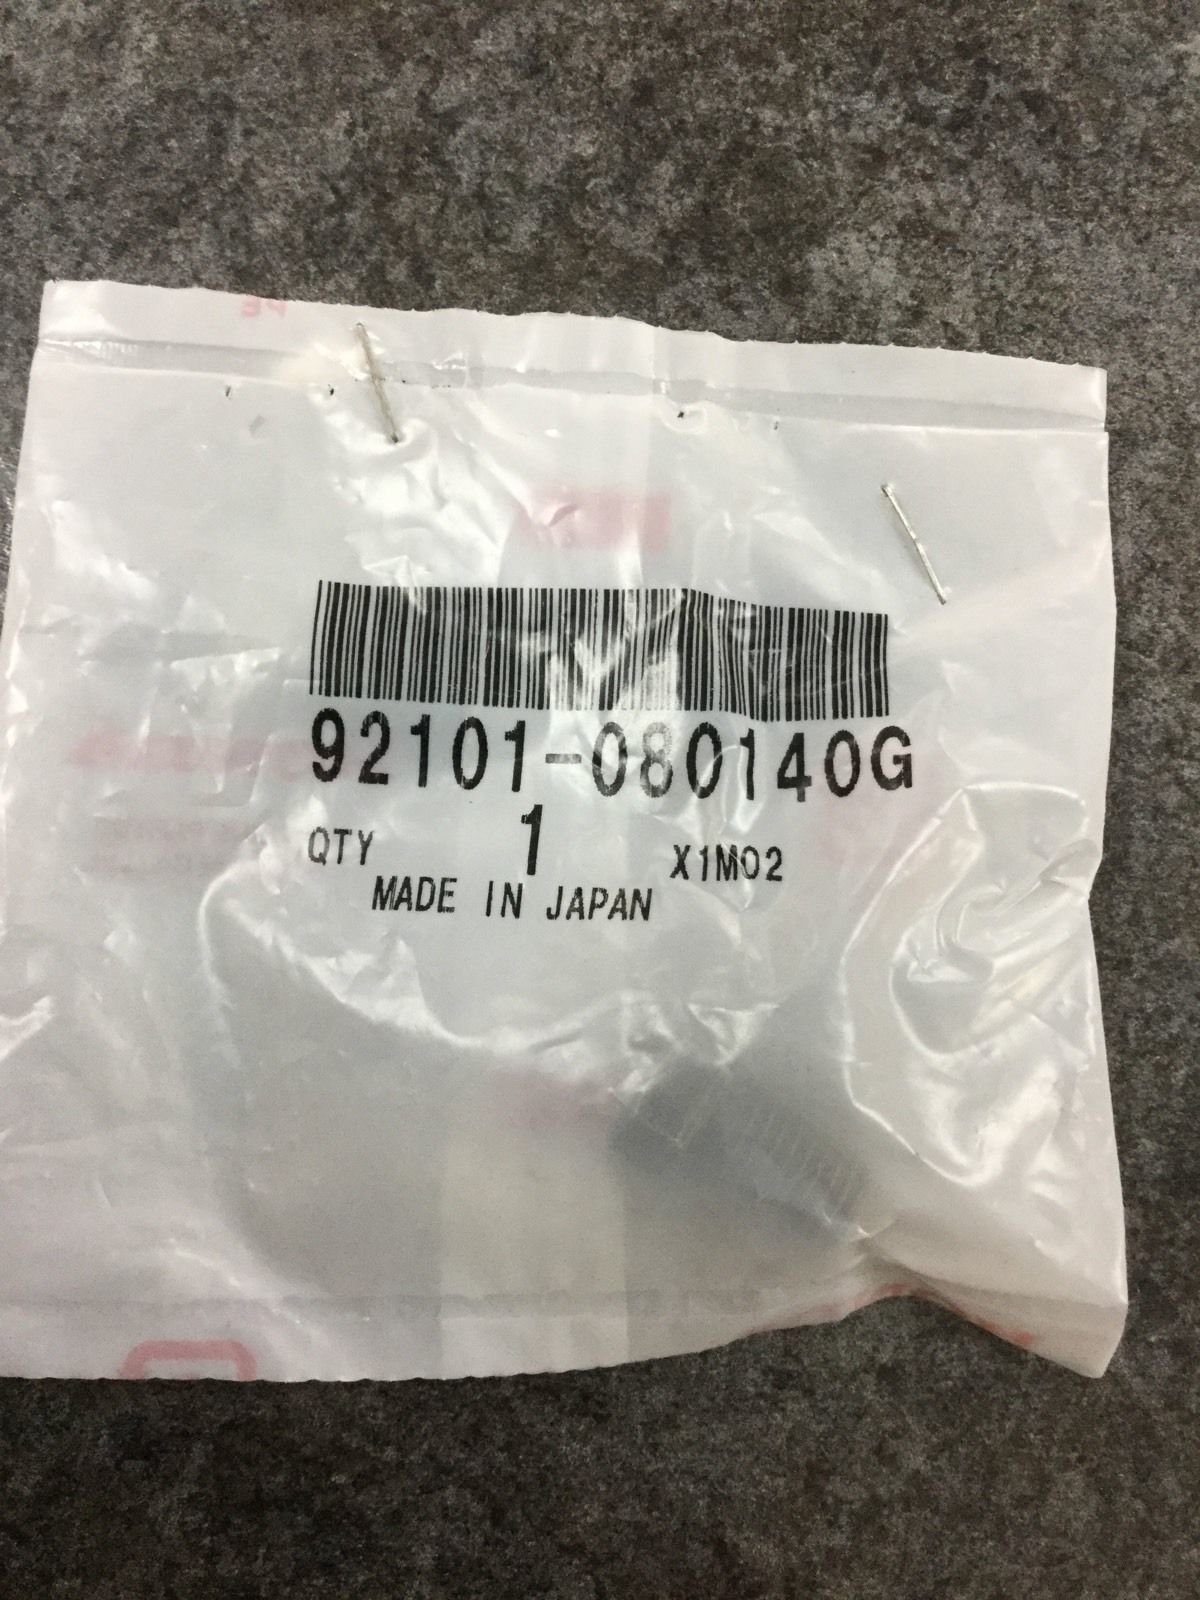 92101-080140G
QTY 1 X1M02
MADE IN JAPAN